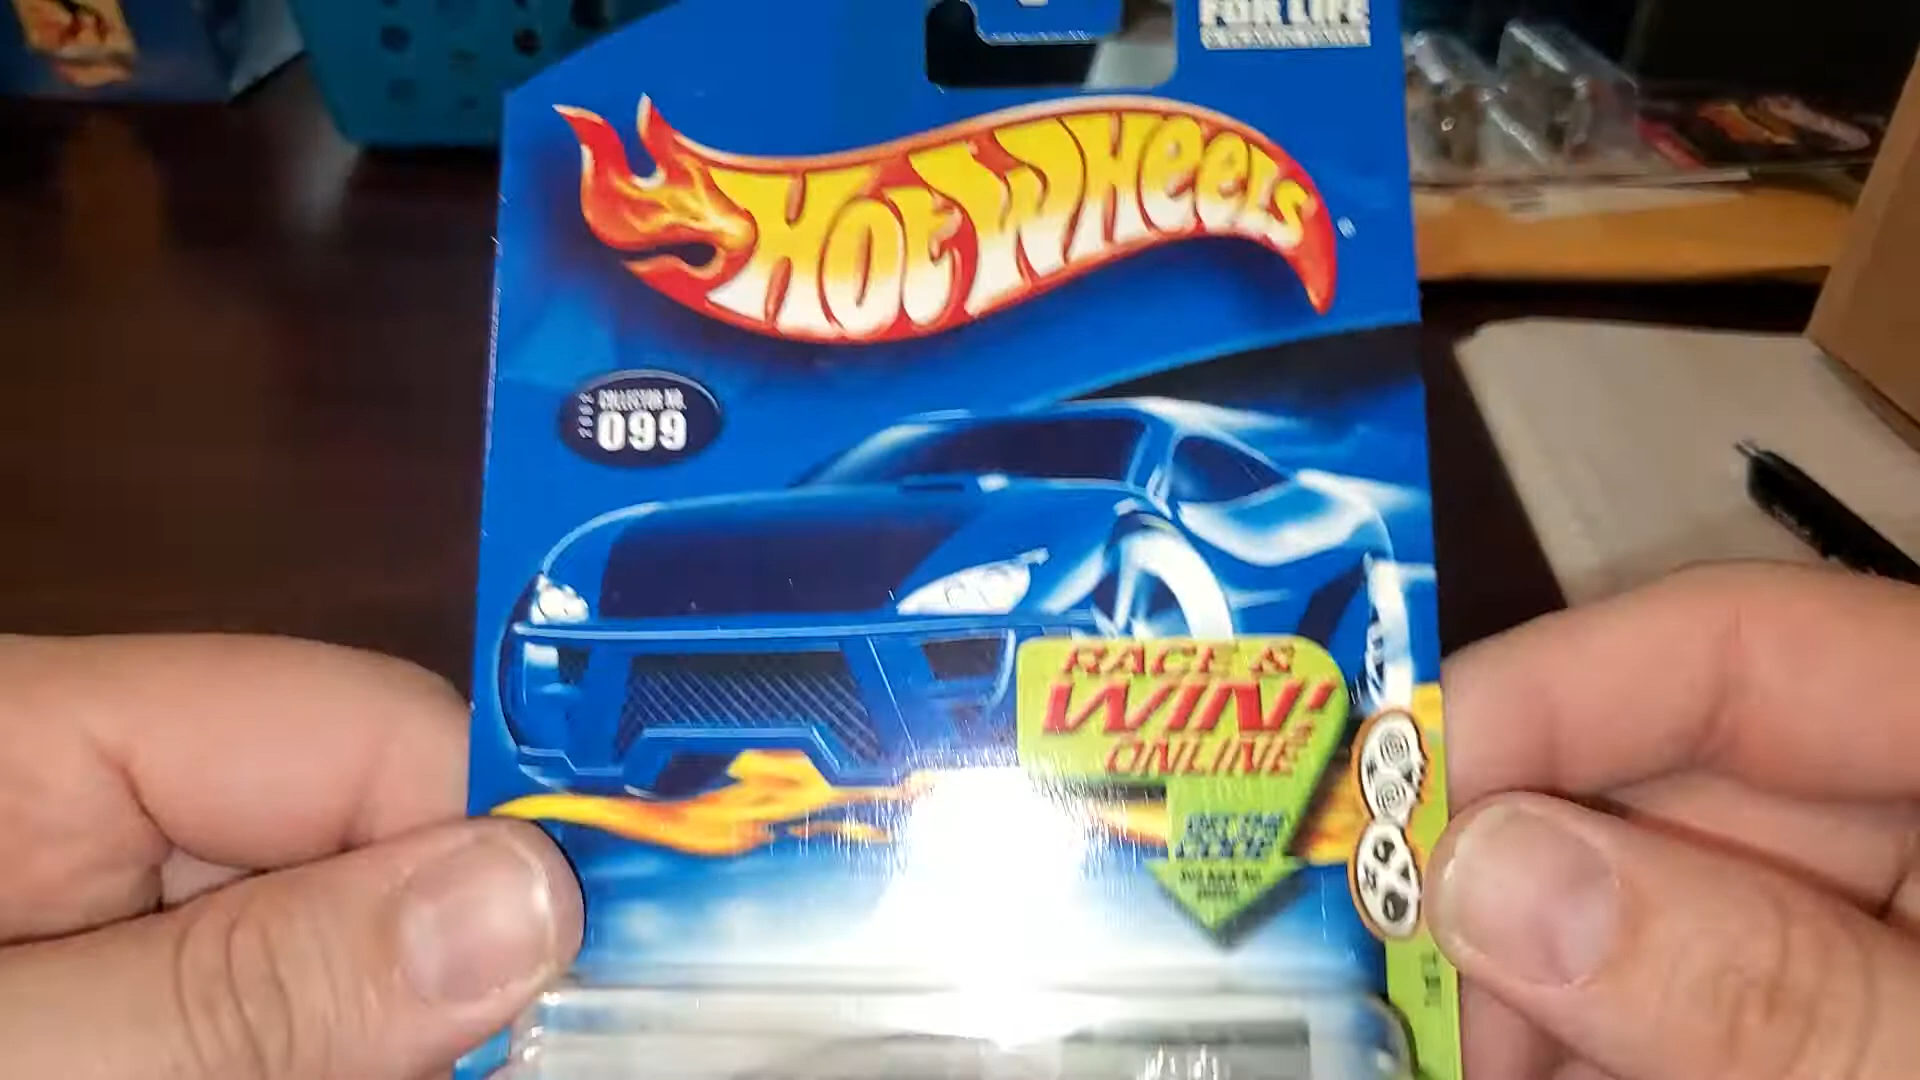 FOR LIFE
HOT WHEELS
®
2002 COLLECTOR NO.
099
RACE &
WIN!
ONLINE